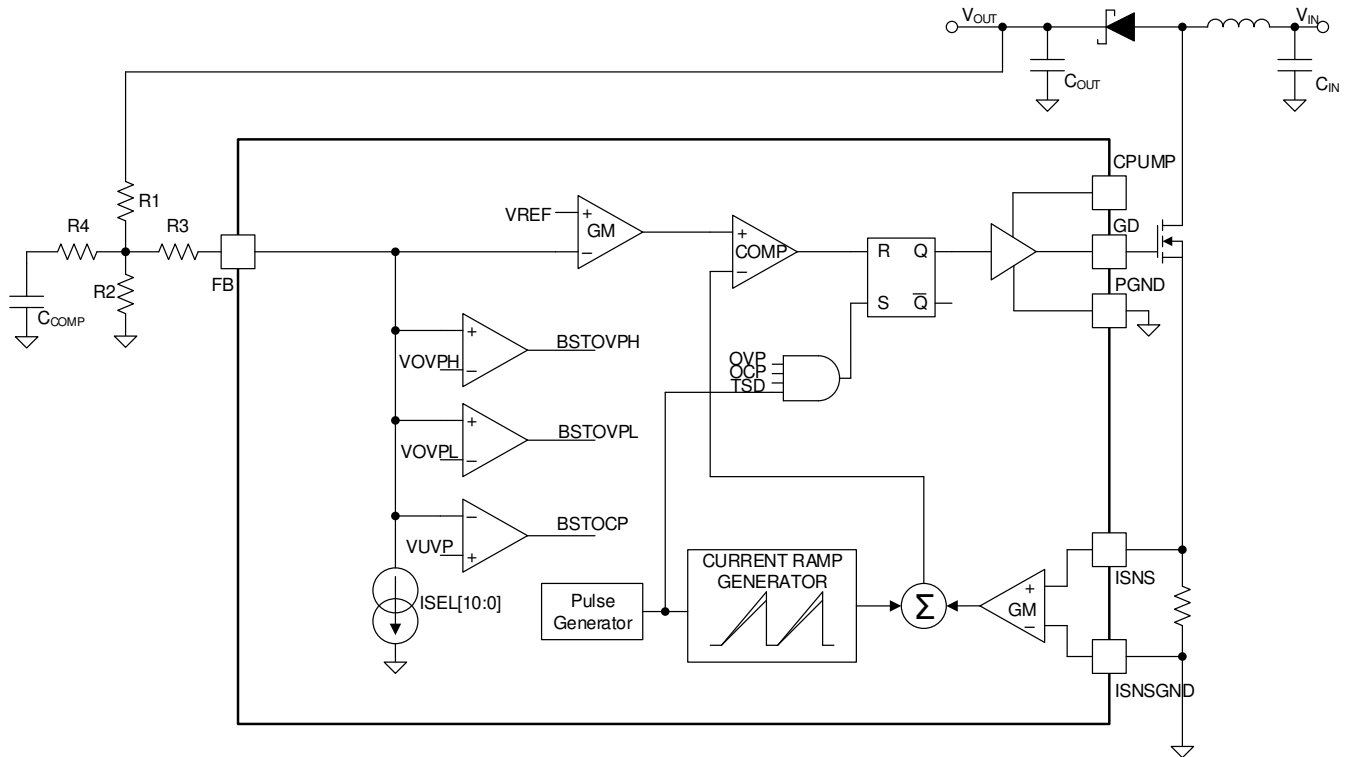 VOUT
VIN
COUT
CIN
CPUMP
R1
R4
R3
VREF
+
GM
−
+
COMP
−
R
Q
S
Q̅
GD
FB
R2
PGND
CCOMP
+
BSTOVPH
VOVPH
−
OVP
OCP
TSD
+
BSTOVPL
VOVPL
−
−
BSTOCP
VUVP
+
CURRENT RAMP
GENERATOR
ISNS
Pulse
Generator
ISEL[10:0]
Σ
+
GM
−
ISNSGND